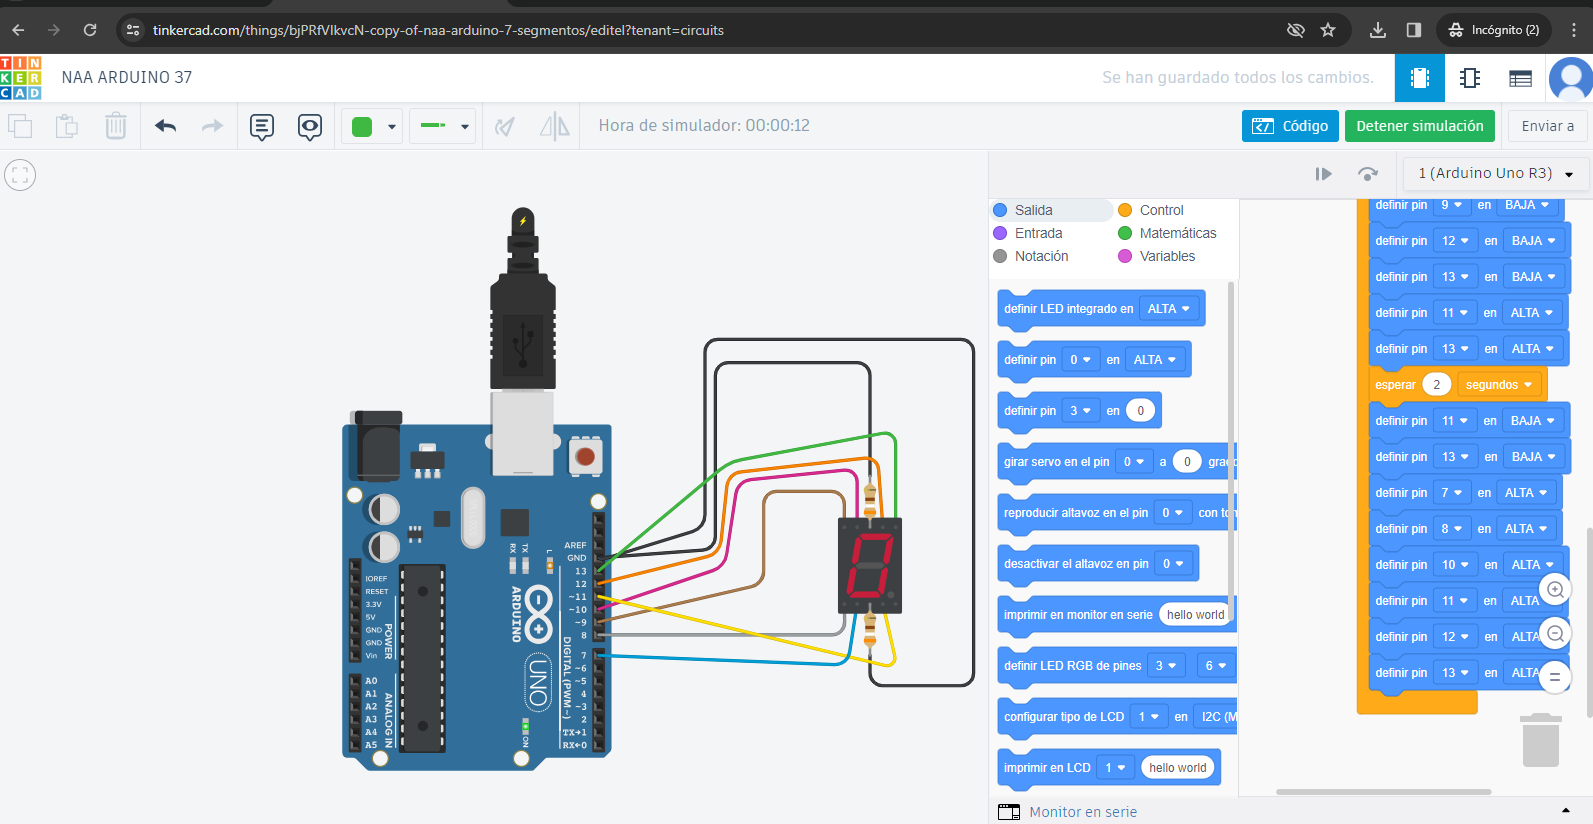 tinkercad.com/things/bjPRfVIkvcN-copy-of-naa-arduino-7-segmentos/editel?tenant=circuits
Incógnito (2)
TIN
KER
CAD
NAA ARDUINO 37
Se han guardado todos los cambios.
Hora de simulador: 00:00:12
Código
Detener simulación
Enviar a
1 (Arduino Uno R3)
Salida
Control
Entrada
Matemáticas
Notación
Variables
definir LED integrado en ALTA
definir pin 0 en ALTA
definir pin 3 en 0
girar servo en el pin 0 a 0 grad
reproducir altavoz en el pin 0 con ton
desactivar el altavoz en pin 0
imprimir en monitor en serie hello world
definir LED RGB de pines 3 6
configurar tipo de LCD 1 en I2C (M
imprimir en LCD 1 hello world
definir pin 9 en BAJA
definir pin 12 en BAJA
definir pin 13 en BAJA
definir pin 11 en ALTA
definir pin 13 en ALTA
esperar 2 segundos
definir pin 11 en BAJA
definir pin 13 en BAJA
definir pin 7 en ALTA
definir pin 8 en ALTA
definir pin 10 en ALTA
definir pin 11 en ALTA
definir pin 12 en ALTA
definir pin 13 en ALTA
Monitor en serie
AREF
GND
13
12
~11
~10
~9
8
7
~6
~5
4
~3
2
TX→1
RX←0
DIGITAL (PWM~)
RX
TX
L
ARDUINO
UNO
ON
IOREF
RESET
3.3V
5V
GND
GND
Vin
POWER
A0
A1
A2
A3
A4
A5
ANALOG IN
0